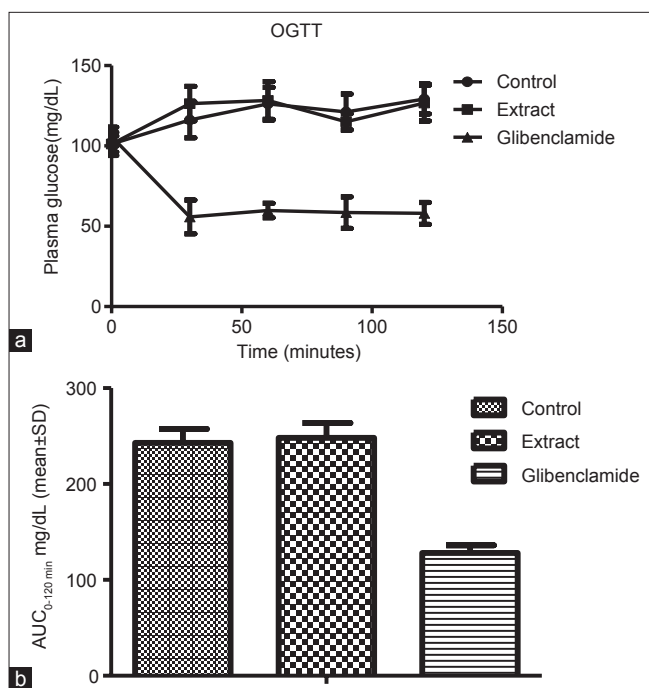 OGTT
150
100
50
0
Plasma glucose(mg/dL)
Control
Extract
Glibenclamide
0
50
100
150
Time (minutes)
a
300
200
100
0
AUC0-120 min mg/dL (mean±SD)
Control
Extract
Glibenclamide
b